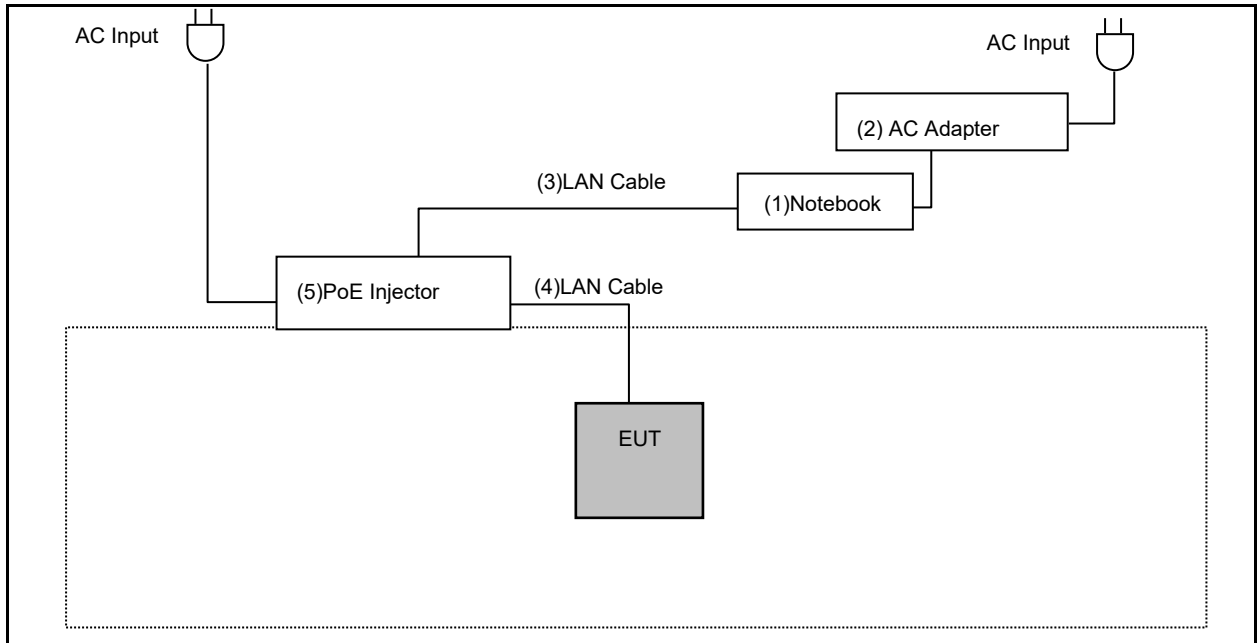 AC Input
AC Input
(2) AC Adapter
(3)LAN Cable
(1)Notebook
(5)PoE Injector
(4)LAN Cable
EUT